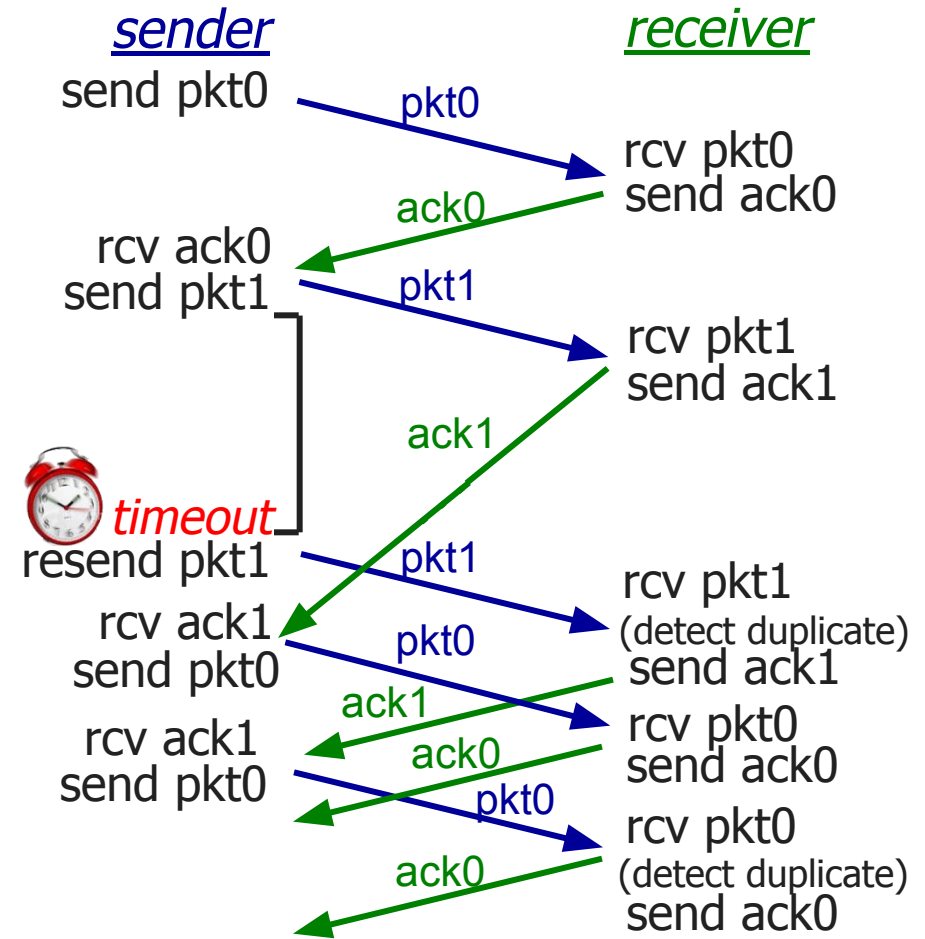 sender
receiver
send pkt0
pkt0
rcv pkt0
send ack0
ack0
rcv ack0
send pkt1
pkt1
rcv pkt1
send ack1
ack1
timeout
resend pkt1
pkt1
rcv pkt1
(detect duplicate)
send ack1
rcv ack1
send pkt0
pkt0
ack1
rcv pkt0
send ack0
rcv ack1
send pkt0
ack0
pkt0
rcv pkt0
(detect duplicate)
send ack0
ack0